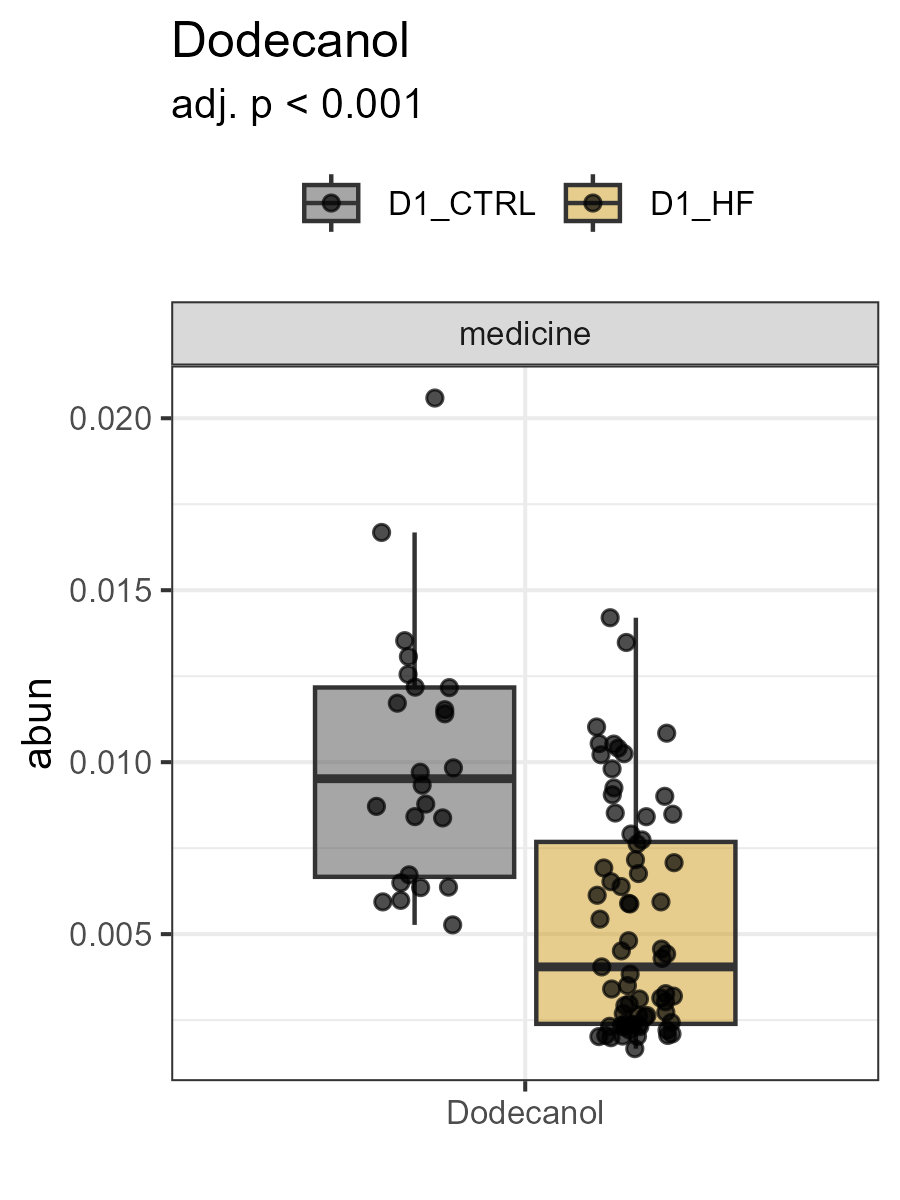 Dodecanol
adj. p < 0.001
D1_CTRL D1_HF
medicine
0.020
0.015
0.010
0.005
abun
Dodecanol